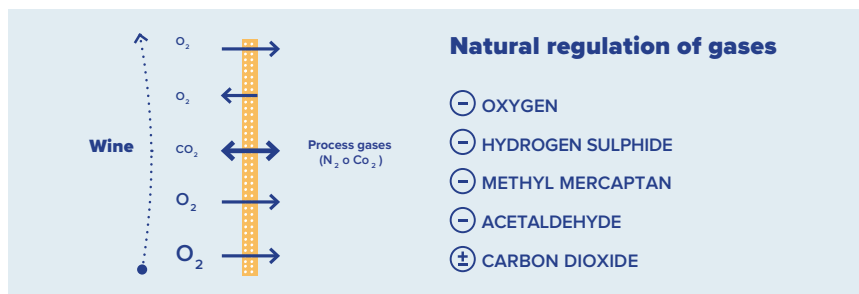 O2
O2
Wine
CO2
Process gases
(N2 o Co2)
O2
O2
Natural regulation of gases
− OXYGEN
− HYDROGEN SULPHIDE
− METHYL MERCAPTAN
− ACETALDEHYDE
± CARBON DIOXIDE